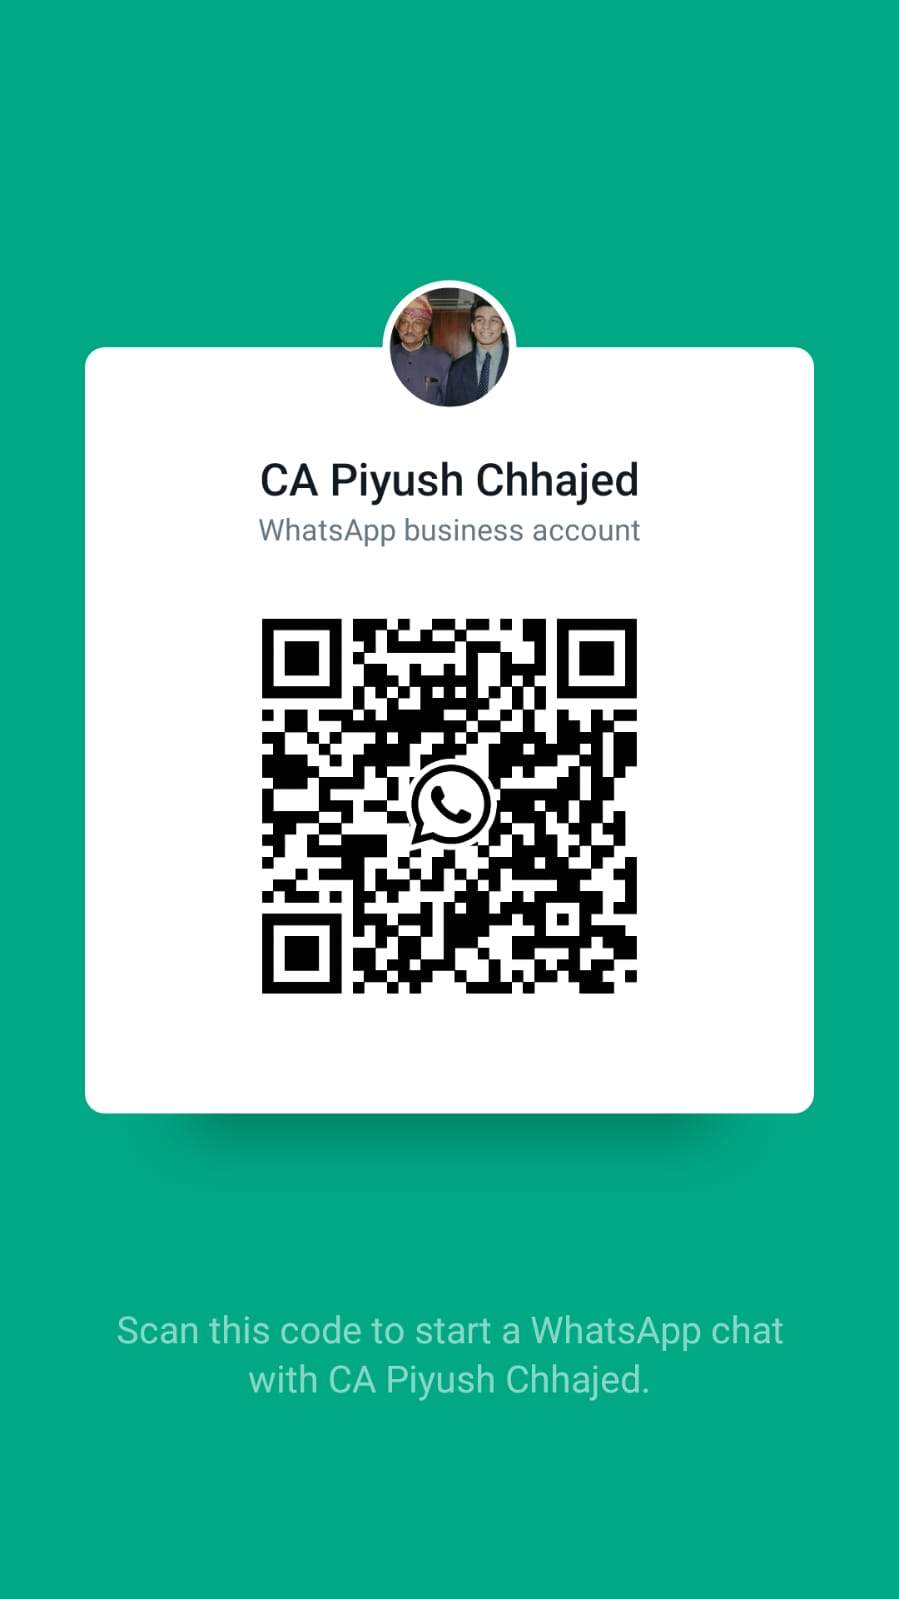 CA Piyush Chhajed
WhatsApp business account
Scan this code to start a WhatsApp chat
with CA Piyush Chhajed.